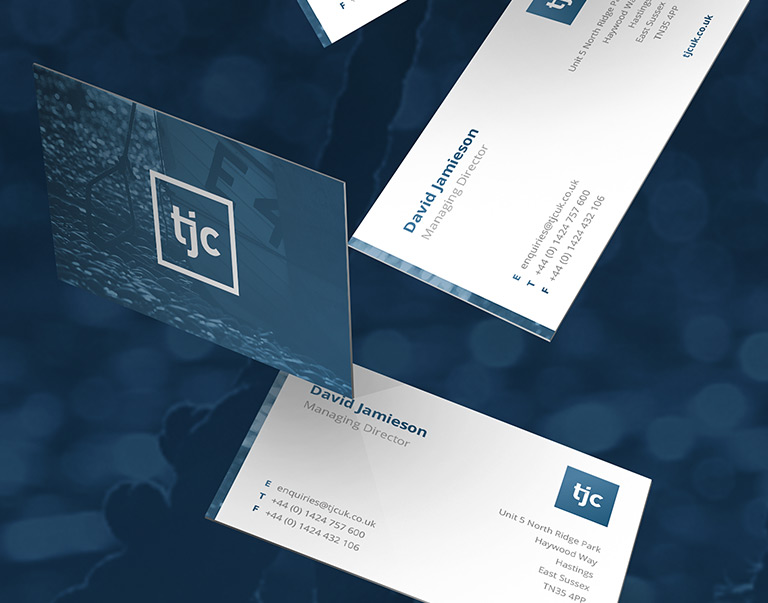 F
tjc
Unit 5 North Ridge Park
Haywood Way
Hastings
East Sussex
TN35 4PP
tjcuk.co.uk
David Jamieson
Managing Director
E enquiries@tjcuk.co.uk
T +44 (0) 1424 757 600
F +44 (0) 1424 432 106
tjc
David Jamieson
Managing Director
E enquiries@tjcuk.co.uk
T +44 (0) 1424 757 600
F +44 (0) 1424 432 106
tjc
Unit 5 North Ridge Park
Haywood Way
Hastings
East Sussex
TN35 4PP